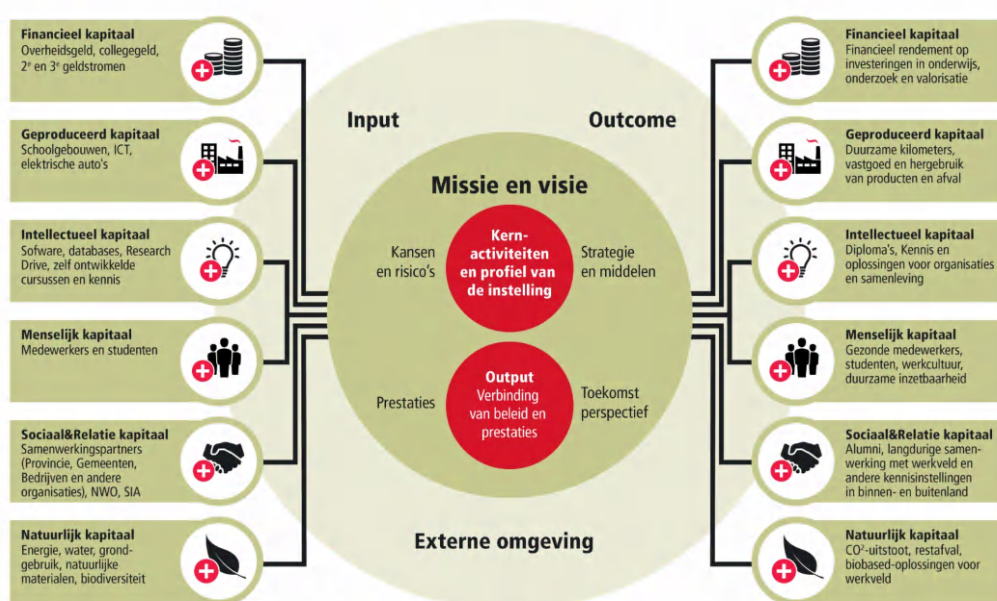 Financieel kapitaal
Overheidsgeld, collegegeld,
2e en 3e geldstromen
Geproduceerd kapitaal
Schoolgebouwen, ICT,
elektrische auto's
Intellectueel kapitaal
Sofware, databases, Research
Drive, zelf ontwikkelde
cursussen en kennis
Menselijk kapitaal
Medewerkers en studenten
Sociaal&Relatie kapitaal
Samenwerkingspartners
(Provincie, Gemeenten,
Bedrijven en andere
organisaties), NWO, SIA
Natuurlijk kapitaal
Energie, water, grond-
gebruik, natuurlijke
materialen, biodiversiteit
Input
Outcome
Missie en visie
Kansen
en risico's
Kern-
activiteiten
en profiel van
de instelling
Strategie
en middelen
Prestaties
Output
Verbinding
van beleid en
prestaties
Toekomst
perspectief
Externe omgeving
Financieel kapitaal
Financieel rendement op
investeringen in onderwijs,
onderzoek en valorisatie
Geproduceerd kapitaal
Duurzame kilometers,
vastgoed en hergebruik
van producten en afval
Intellectueel kapitaal
Diploma's, Kennis en
oplossingen voor organisaties
en samenleving
Menselijk kapitaal
Gezonde medewerkers,
studenten, werkcultuur,
duurzame inzetbaarheid
Sociaal&Relatie kapitaal
Alumni, langdurige samen-
werking met werkveld en
andere kennisinstellingen
in binnen- en buitenland
Natuurlijk kapitaal
CO²-uitstoot, restafval,
biobased-oplossingen voor
werkveld